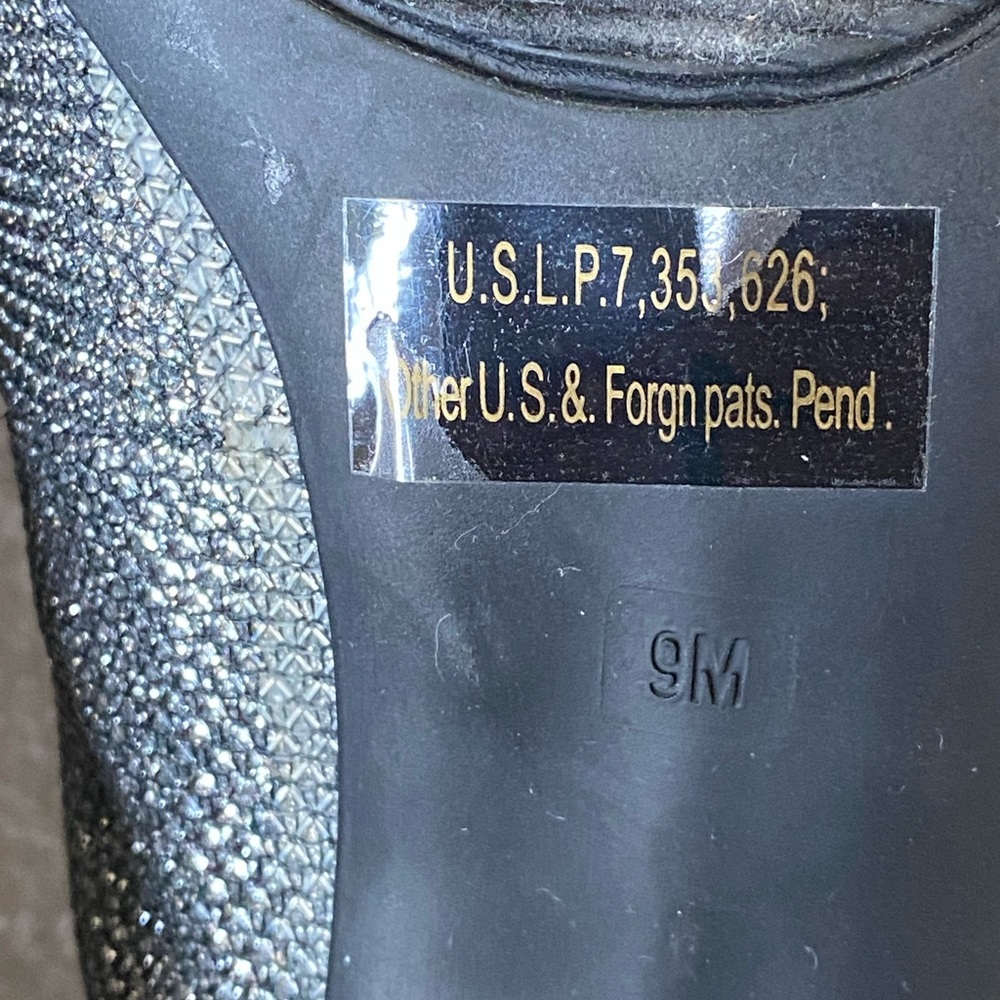 U.S.L.P.7,353,626;
Other U.S.&. Forgn pats. Pend .
9M